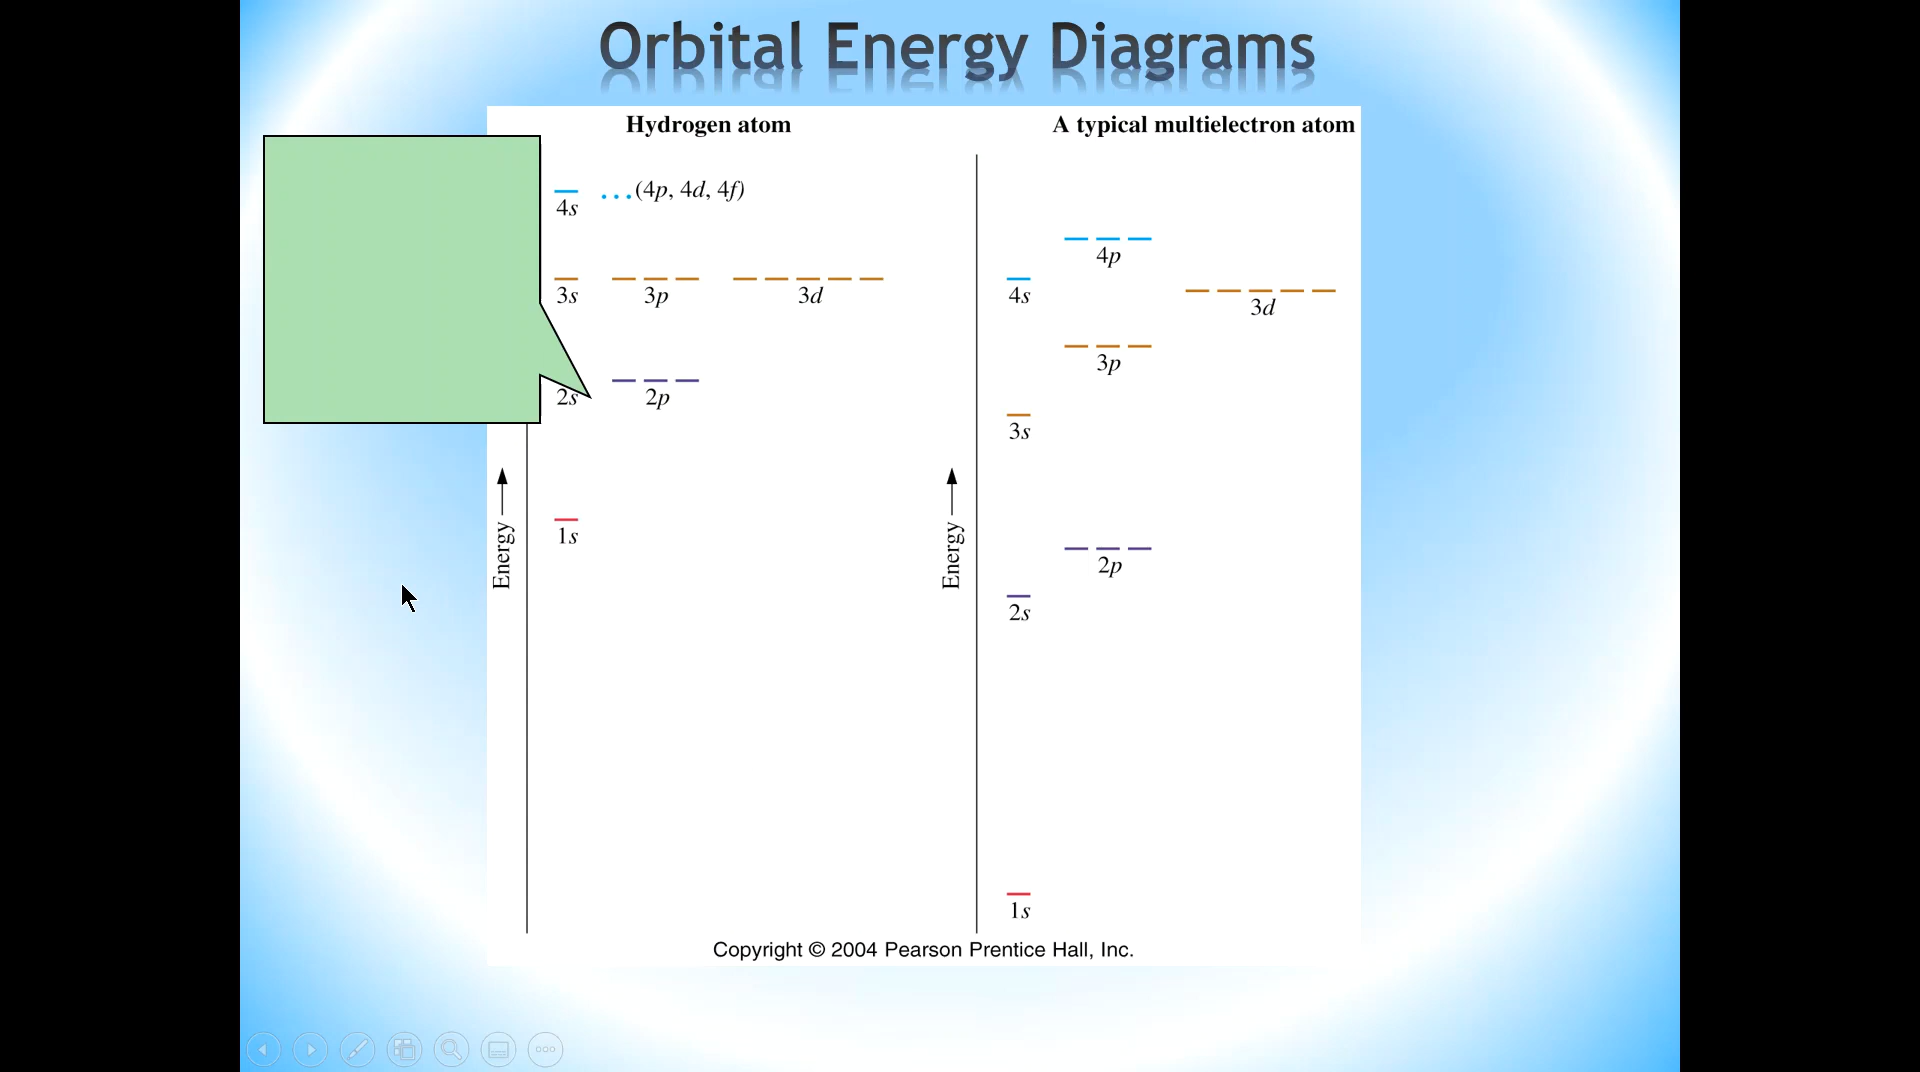 Orbital Energy Diagrams
Hydrogen atom
A typical multielectron atom
4s ...(4p, 4d, 4f)
3s 3p 3d
2s 2p
1s
Energy
4p
4s
3d
3p
3s
2p
2s
1s
Energy
Copyright © 2004 Pearson Prentice Hall, Inc.